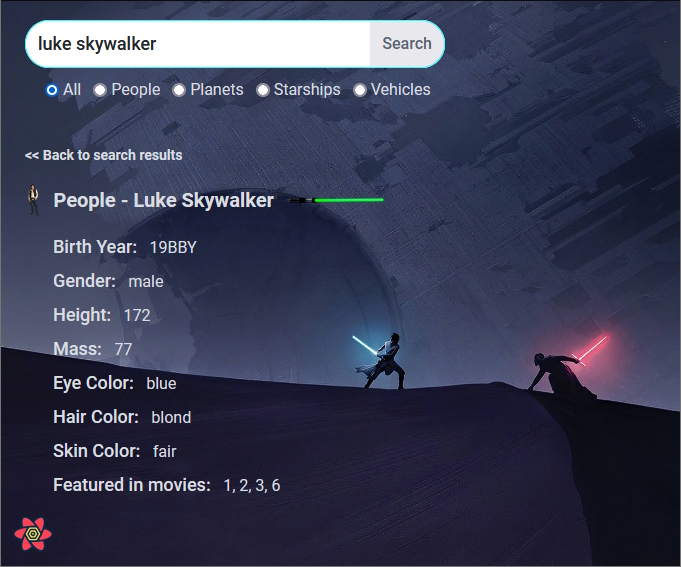 luke skywalker
Search
All People Planets Starships Vehicles
<< Back to search results
People - Luke Skywalker
Birth Year: 19BBY
Gender: male
Height: 172
Mass: 77
Eye Color: blue
Hair Color: blond
Skin Color: fair
Featured in movies: 1, 2, 3, 6